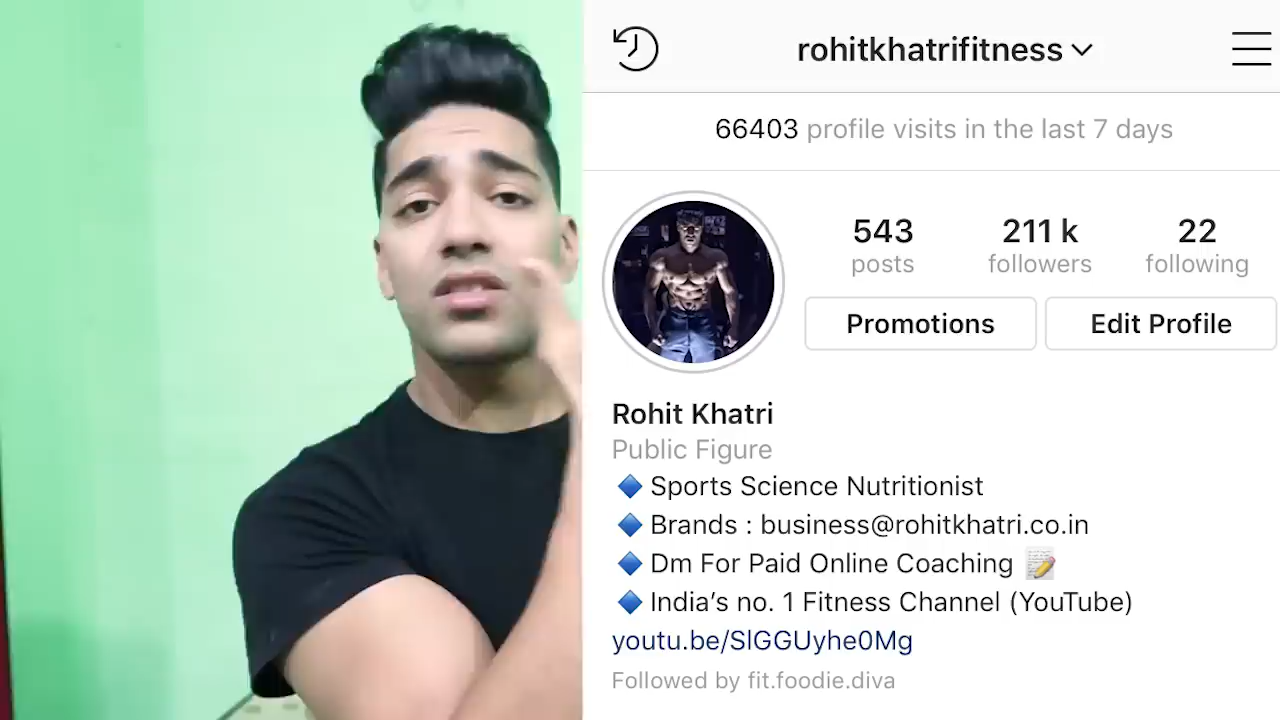 rohitkhatrifitness
66403 profile visits in the last 7 days
543 211 k 22
posts followers following
Promotions Edit Profile
Rohit Khatri
Public Figure
🔷 Sports Science Nutritionist
🔷 Brands : business@rohitkhatri.co.in
🔷 Dm For Paid Online Coaching 📝
🔷 India's no. 1 Fitness Channel (YouTube)
youtu.be/SlGGUyhe0Mg
Followed by fit.foodie.diva